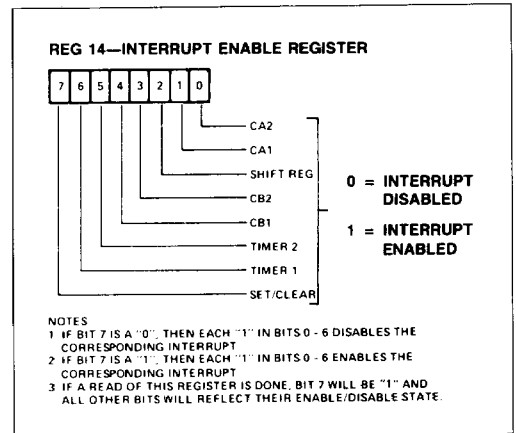 REG 14—INTERRUPT ENABLE REGISTER
7 6 5 4 3 2 1 0
CA2
CA1
SHIFT REG
CB2
CB1
TIMER 2
TIMER 1
SET/CLEAR
0 = INTERRUPT
DISABLED
1 = INTERRUPT
ENABLED
NOTES
1 IF BIT 7 IS A "0", THEN EACH "1" IN BITS 0 - 6 DISABLES THE
CORRESPONDING INTERRUPT
2 IF BIT 7 IS A "1", THEN EACH "1" IN BITS 0 - 6 ENABLES THE
CORRESPONDING INTERRUPT
3 IF A READ OF THIS REGISTER IS DONE, BIT 7 WILL BE "1" AND
ALL OTHER BITS WILL REFLECT THEIR ENABLE/DISABLE STATE.